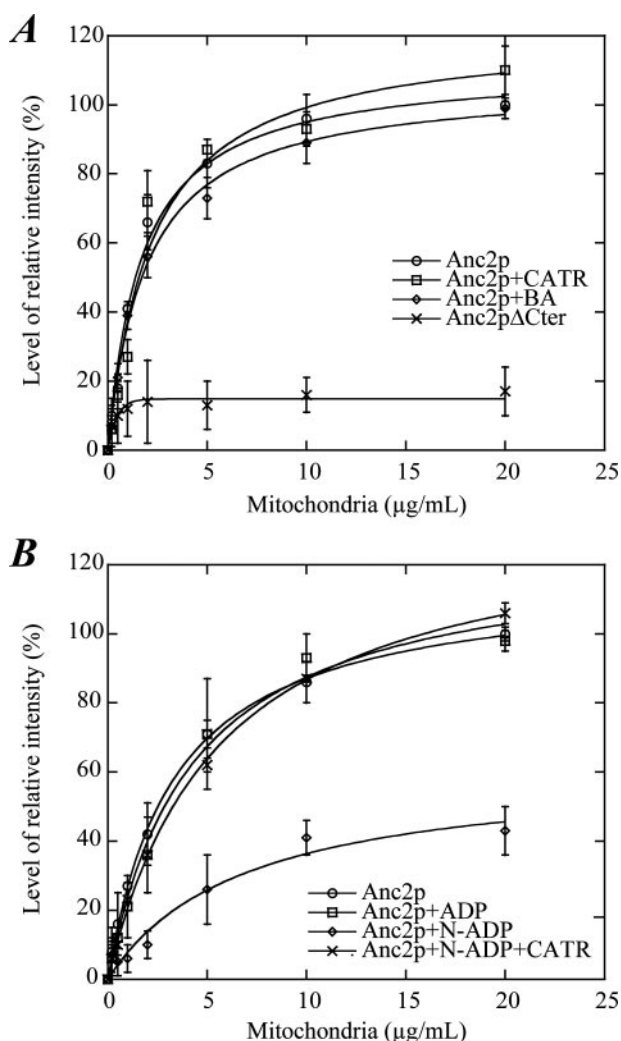 A
Level of relative intensity (%)
120
100
80
60
40
20
0
Anc2p
Anc2p+CATR
Anc2p+BA
Anc2pΔCter
0 5 10 15 20 25
Mitochondria (µg/mL)
B
Level of relative intensity (%)
120
100
80
60
40
20
0
Anc2p
Anc2p+ADP
Anc2p+N-ADP
Anc2p+N-ADP+CATR
0 5 10 15 20 25
Mitochondria (µg/mL)